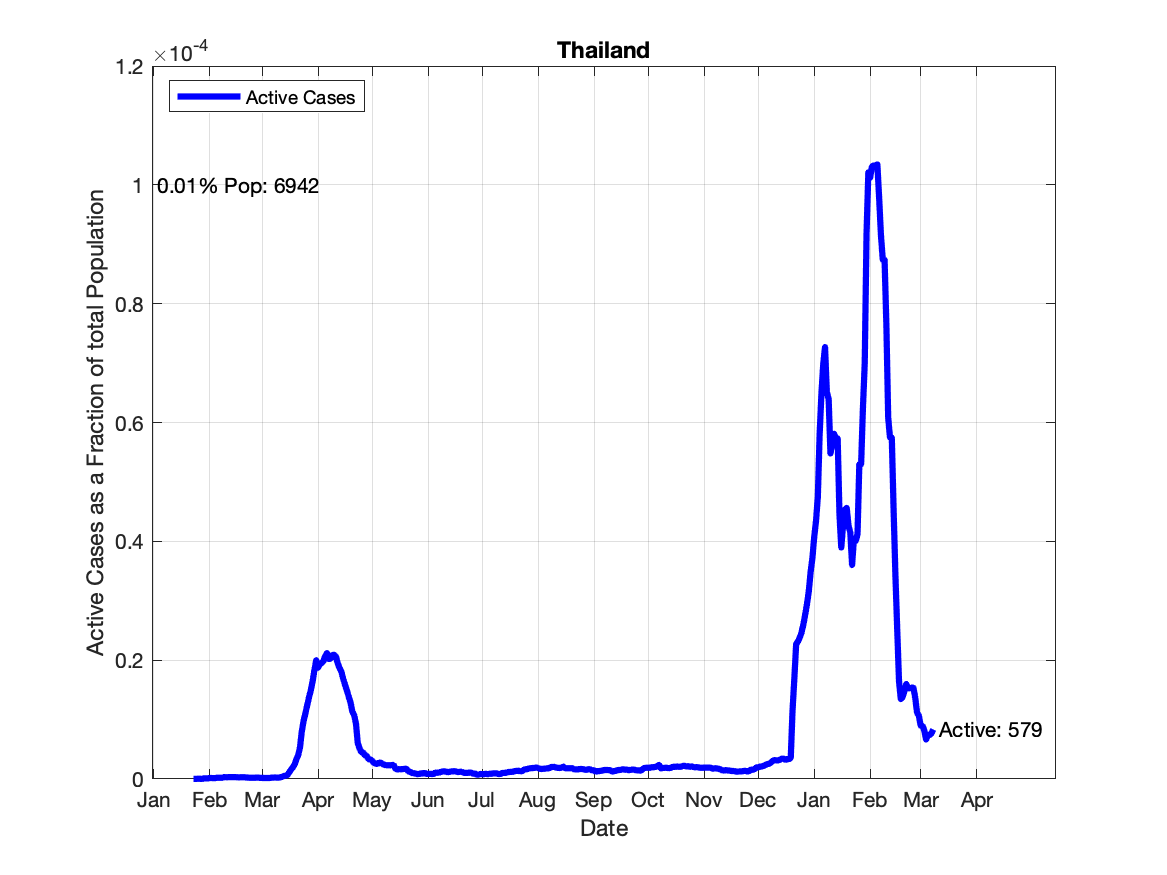 Thailand
×10-4
1.2
1
0.8
0.6
0.4
0.2
0
Active Cases
0.01% Pop: 6942
Active: 579
Active Cases as a Fraction of total Population
Jan Feb Mar Apr May Jun Jul Aug Sep Oct Nov Dec Jan Feb Mar Apr
Date